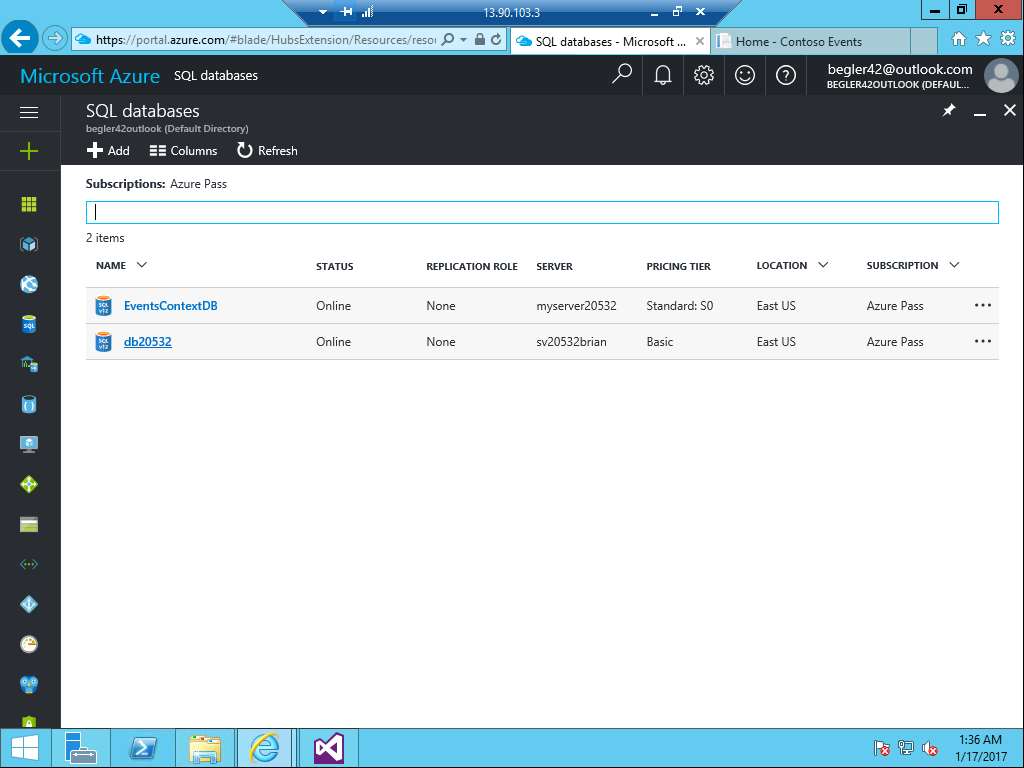 13.90.103.3
https://portal.azure.com/#blade/HubsExtension/Resources/resou
SQL databases - Microsoft ...
Home - Contoso Events
Microsoft Azure SQL databases
begler42@outlook.com
BEGLER42OUTLOOK (DEFAUL...
SQL databases
begler42outlook (Default Directory)
Add Columns Refresh
Subscriptions: Azure Pass
2 items
NAME STATUS REPLICATION ROLE SERVER PRICING TIER LOCATION SUBSCRIPTION
EventsContextDB Online None myserver20532 Standard: S0 East US Azure Pass ...
db20532 Online None sv20532brian Basic East US Azure Pass ...
1:36 AM
1/17/2017